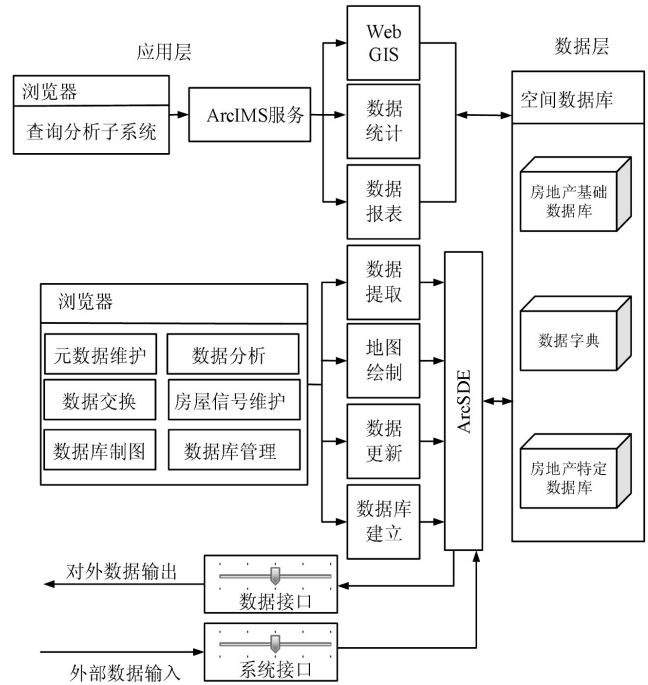 应用层
数据层
浏览器
查询分析子系统
ArcIMS服务
Web
GIS
数据
统计
数据
报表
空间数据库
房地产基础
数据库
数据字典
房地产特定
数据库
浏览器
元数据维护
数据分析
数据交换
房屋信号维护
数据库制图
数据库管理
数据
提取
地图
绘制
数据
更新
数据库
建立
ArcSDE
对外数据输出
数据接口
外部数据输入
系统接口